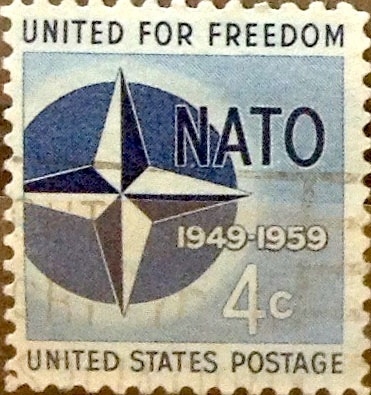 UNITED FOR FREEDOM
NATO
1949-1959
4c
UNITED STATES POSTAGE